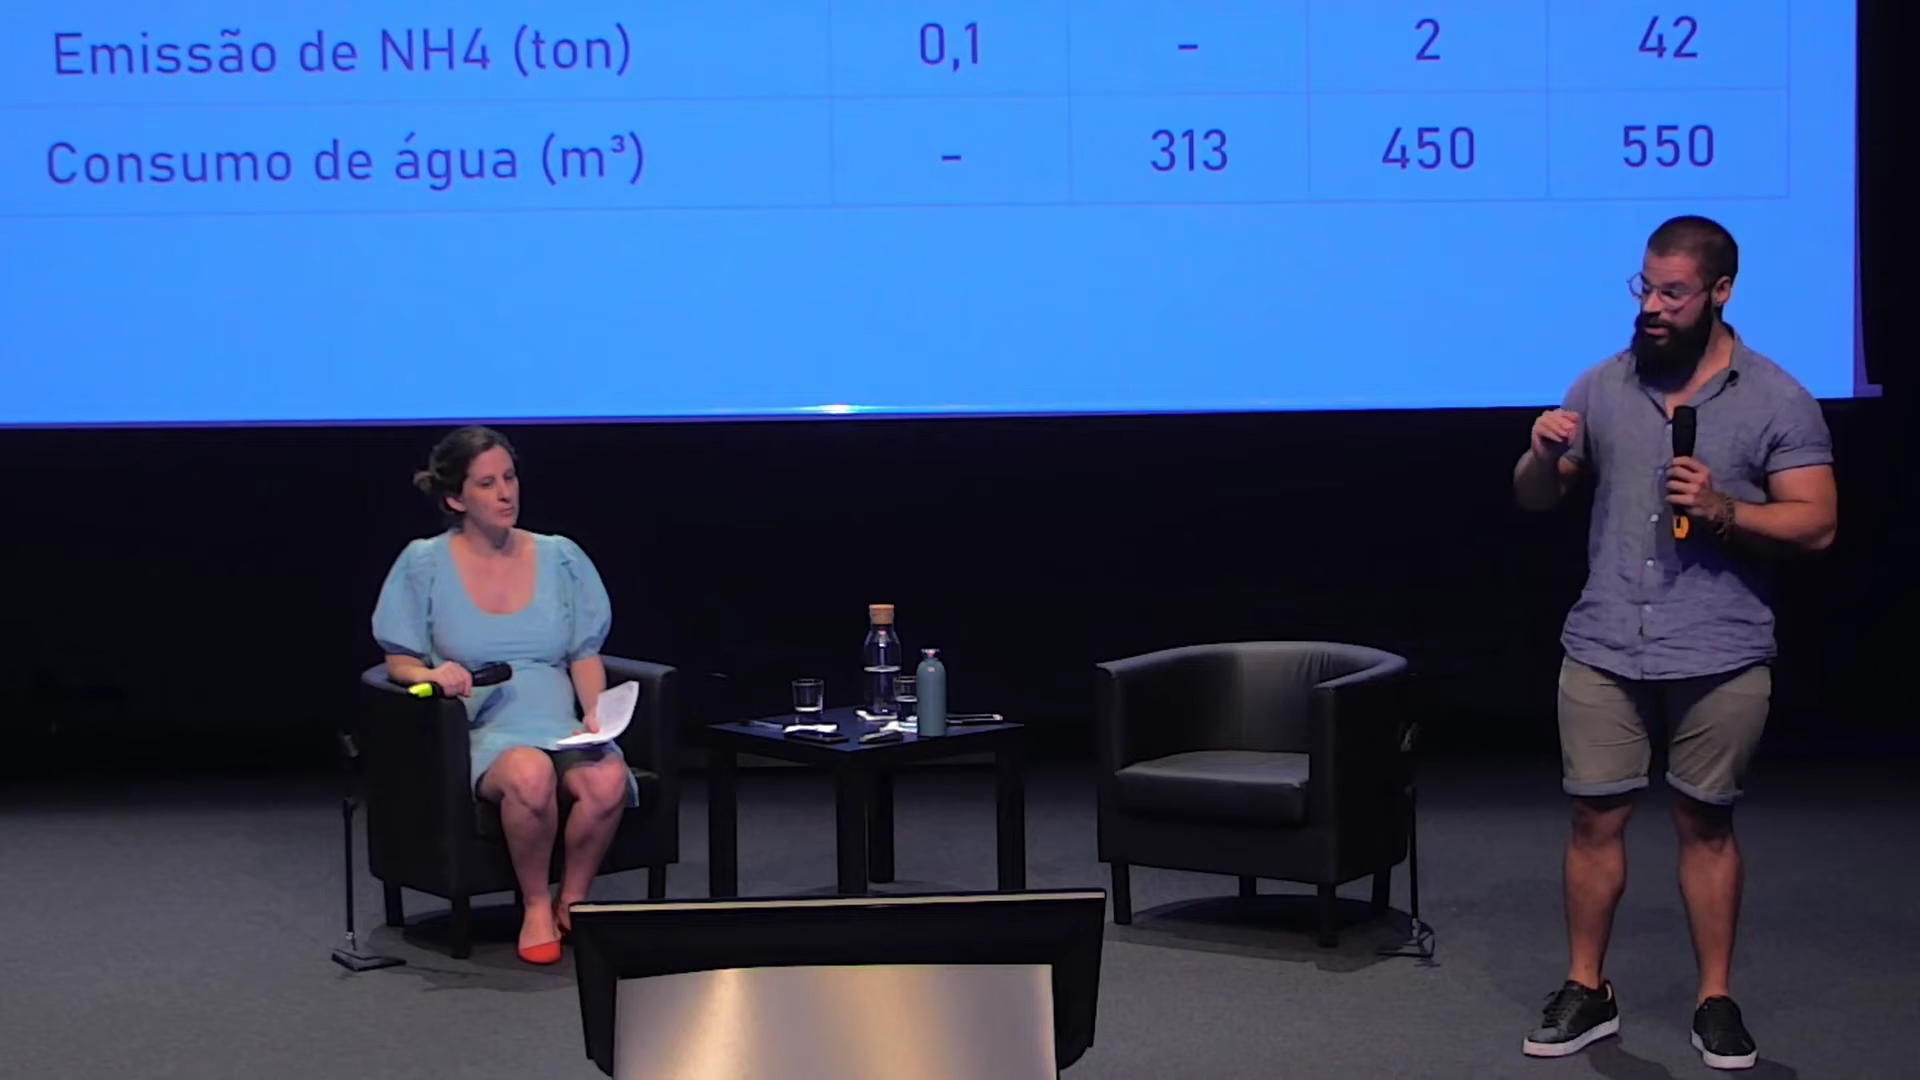 Emissão de NH4 (ton) 0,1 - 2 42
Consumo de água (m³) - 313 450 550